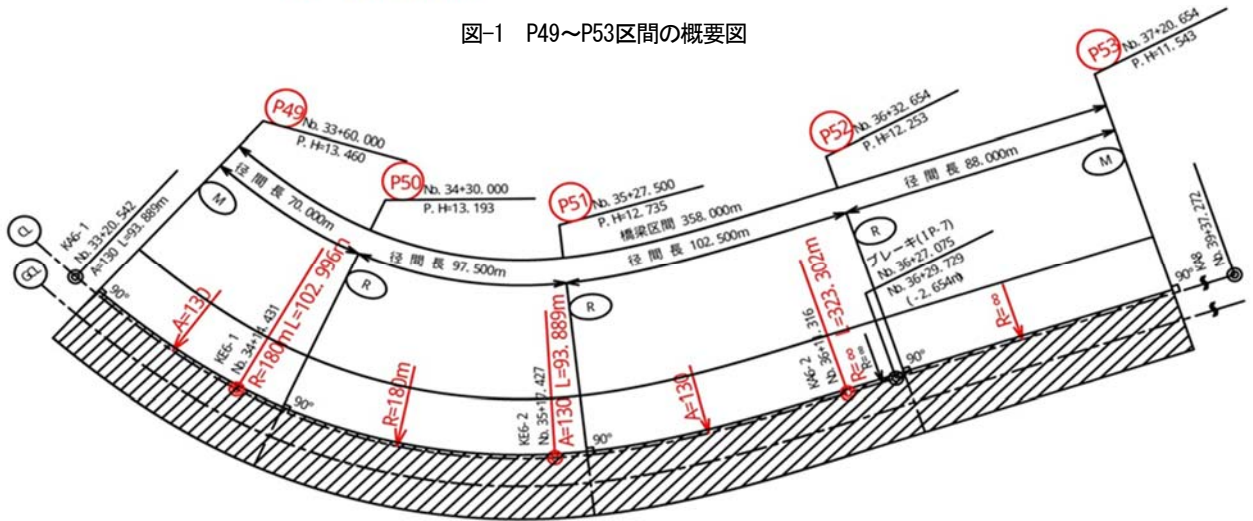 図-1 P49～P53区間の概要図
P53
No. 37+20.654
P. H=11.543
P52
No. 36+32.654
P. H=12.253
P49
No. 33+60.000
P. H=13.460
P50
No. 34+30.000
P. H=13.193
P51
No. 35+27.500
P. H=12.735
橋梁区間 358.000m
径間長 70.000m
径間長 97.500m
径間長 102.500m
径間長 88.000m
M
R
R
R
M
CL
GCL
KA6-1
No. 33+20.542
A=130 L=93.889m
90°
A=130
KE6-1
R=180m L=102.996m
90°
R=180m
KE6-2
No. 35+17.427
A=130 L=93.889m
90°
A=130
KA6-2
R=∞ L=323.302m
R=∞
ブレーキ(IP-7)
No. 36+27.075
No. 36+29.729
(-2.654m)
90°
R=∞
90°
KA8
No. 39+37.272